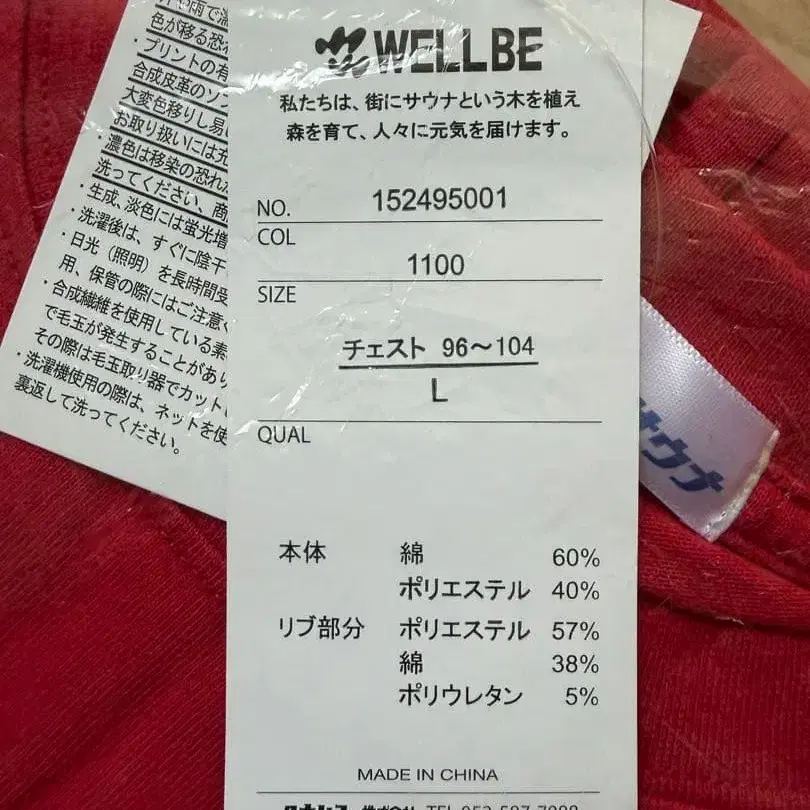 WELLBE
私たちは、街にサウナという木を植え
森を育て、人々に元気を届けます。
NO. 152495001
COL
1100
SIZE
チェスト 96〜104
L
QUAL
本体 綿 60%
ポリエステル 40%
リブ部分 ポリエステル 57%
綿 38%
ポリウレタン 5%
MADE IN CHINA
色が移る恐
・プリントの有
合成皮革のソ
大変色移りし易
お取り扱いには充
・濃色は移染の恐れ
洗ってください、商
・生成、淡色には蛍光増
・洗濯後は、すぐに陰干
・日光（照明）を長時間受
用、保管の際にはご注意く
・合成繊維を使用している素
で毛玉が発生することがあり
その際は毛玉取り器でカットし
・洗濯機使用の際は、ネットを使
裏返して洗ってください。
サウナ